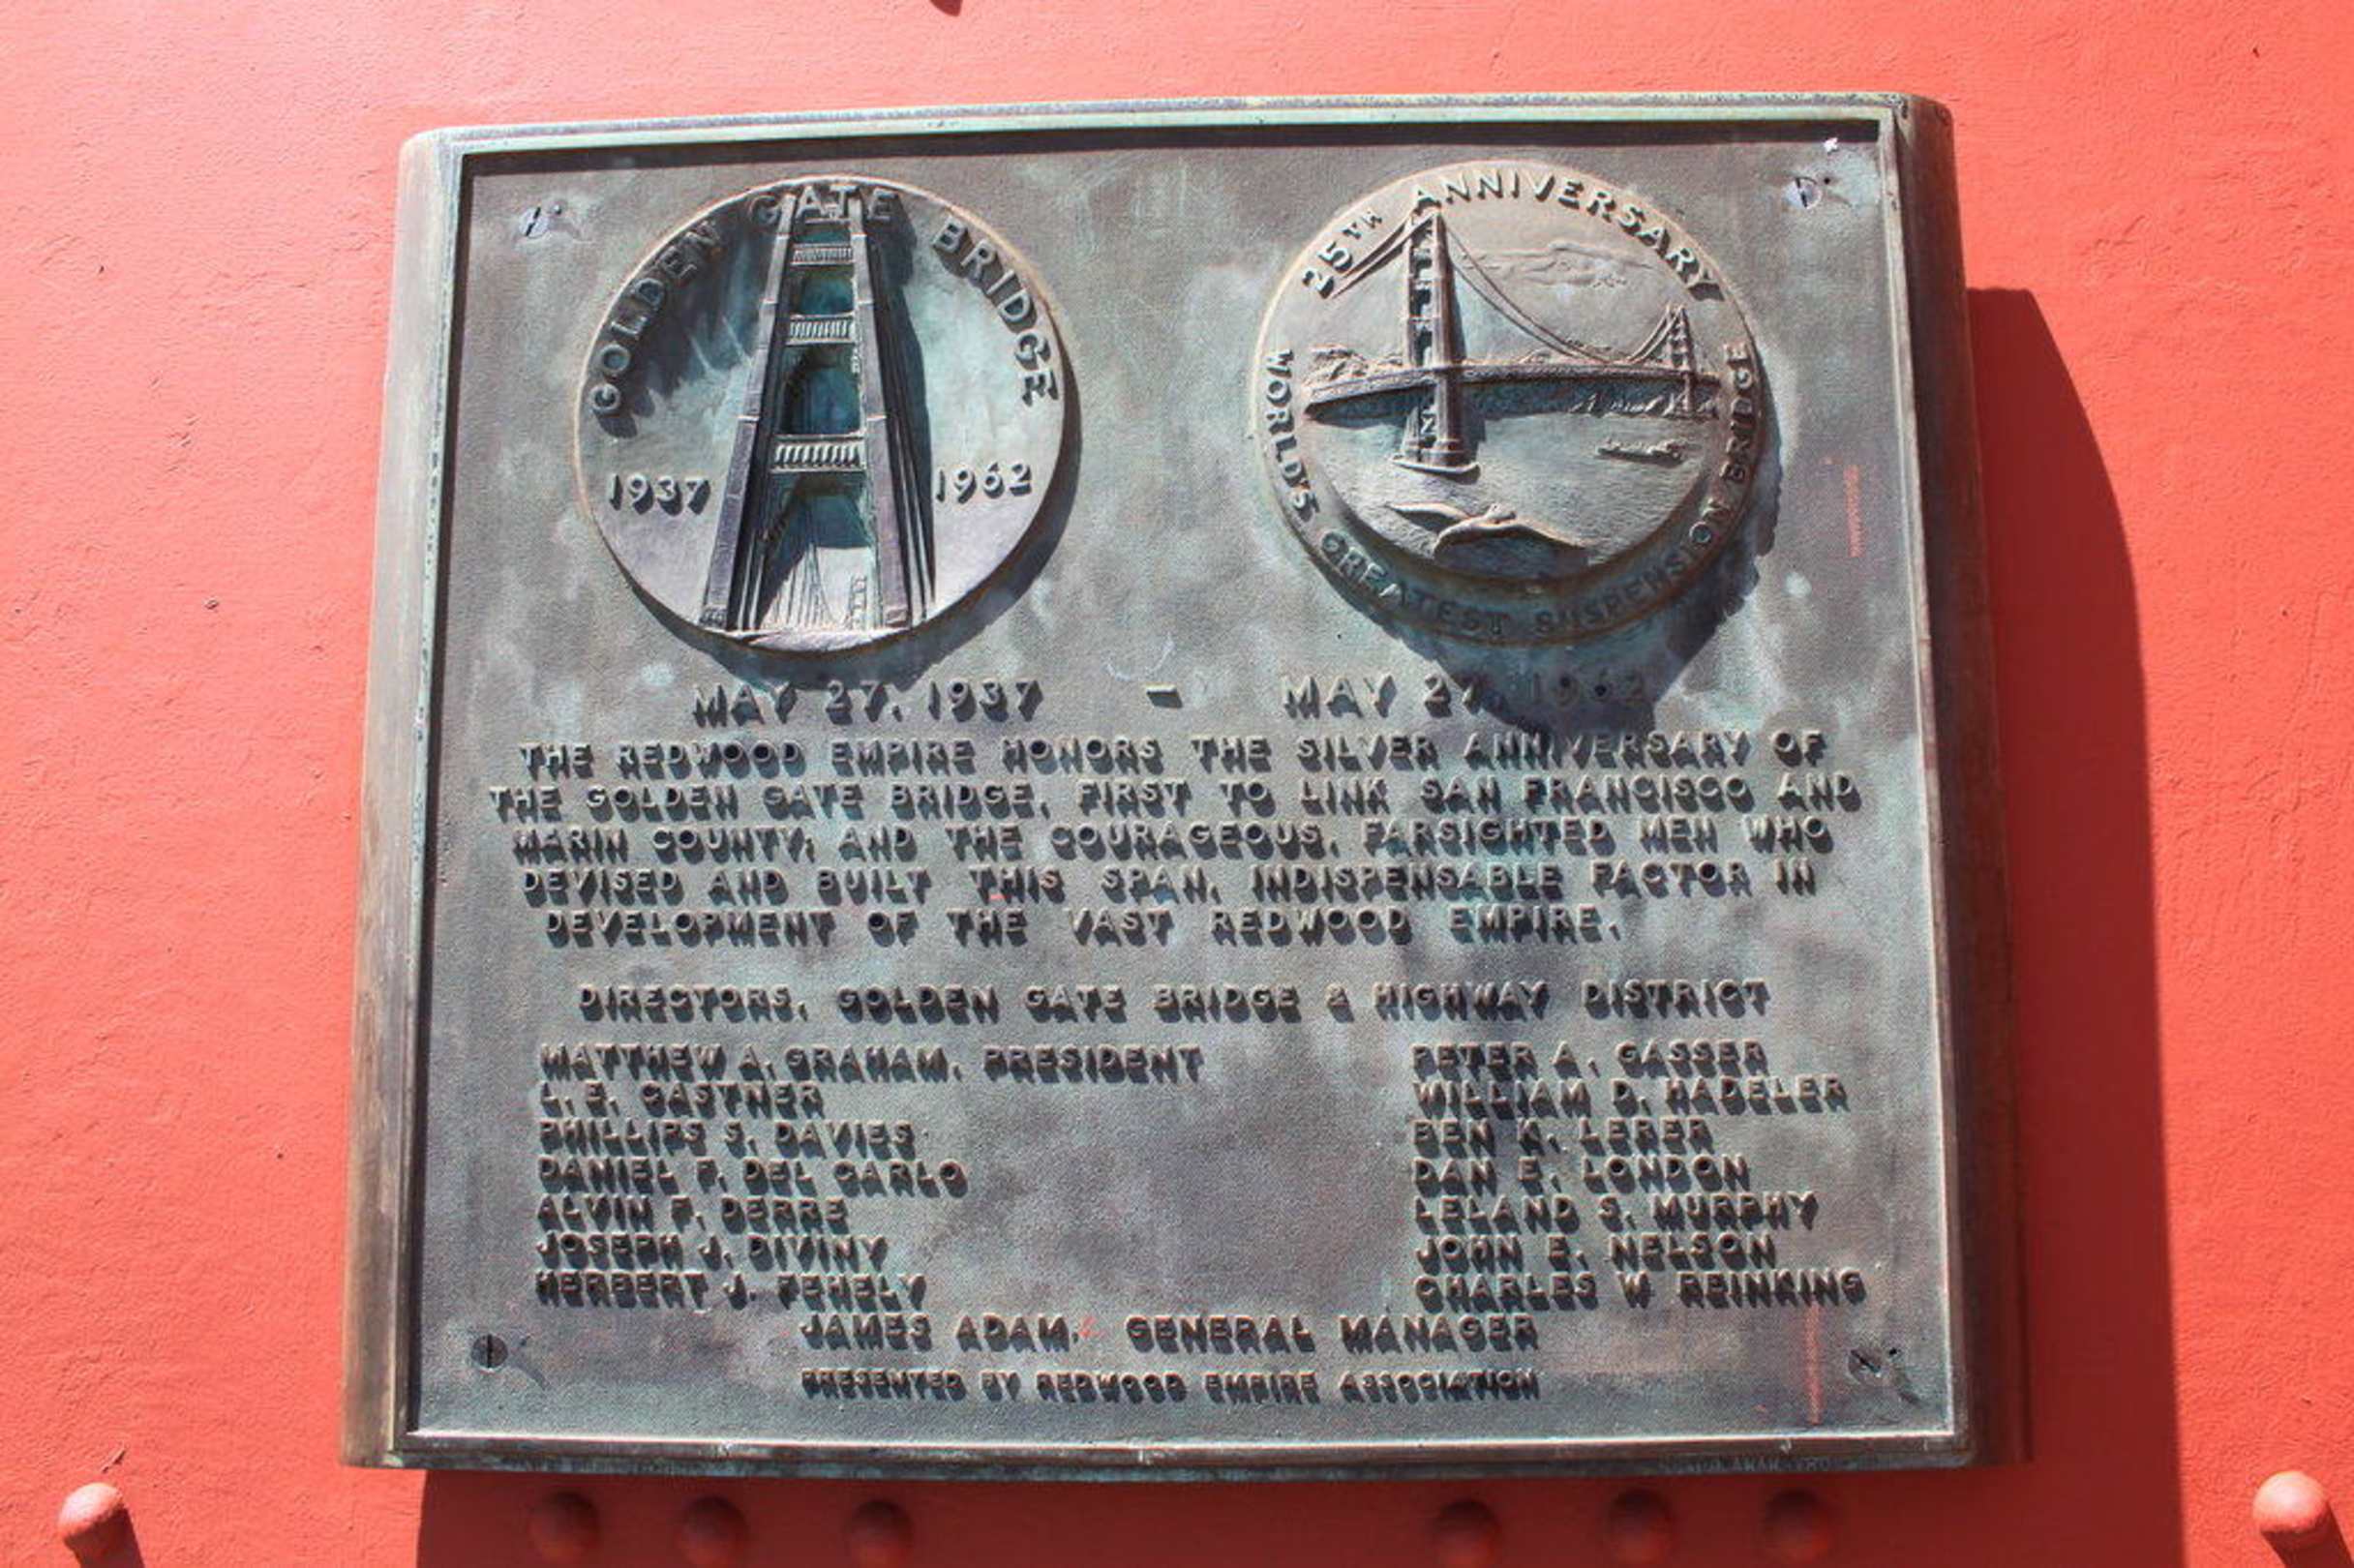 GOLDEN GATE BRIDGE
1937 1962
25TH ANNIVERSARY
WORLD'S GREATEST SUSPENSION BRIDGE
MAY 27, 1937 - MAY 27, 1962
THE REDWOOD EMPIRE HONORS THE SILVER ANNIVERSARY OF
THE GOLDEN GATE BRIDGE, FIRST TO LINK SAN FRANCISCO AND
MARIN COUNTY; AND THE COURAGEOUS, FARSIGHTED MEN WHO
DEVISED AND BUILT THIS SPAN, INDISPENSABLE FACTOR IN
DEVELOPMENT OF THE VAST REDWOOD EMPIRE.
DIRECTORS, GOLDEN GATE BRIDGE & HIGHWAY DISTRICT
MATTHEW A. GRAHAM, PRESIDENT
L. E. CASTNER
PHILLIPS S. DAVIES
DANIEL F. DEL CARLO
ALVIN F. DERRE
JOSEPH J. DIVINY
HERBERT J. FEHELY
PETER A. GASSER
WILLIAM D. HADELER
BEN K. LERER
DAN E. LONDON
LELAND S. MURPHY
JOHN E. NELSON
CHARLES W REINKING
JAMES ADAM, GENERAL MANAGER
PRESENTED BY REDWOOD EMPIRE ASSOCIATION